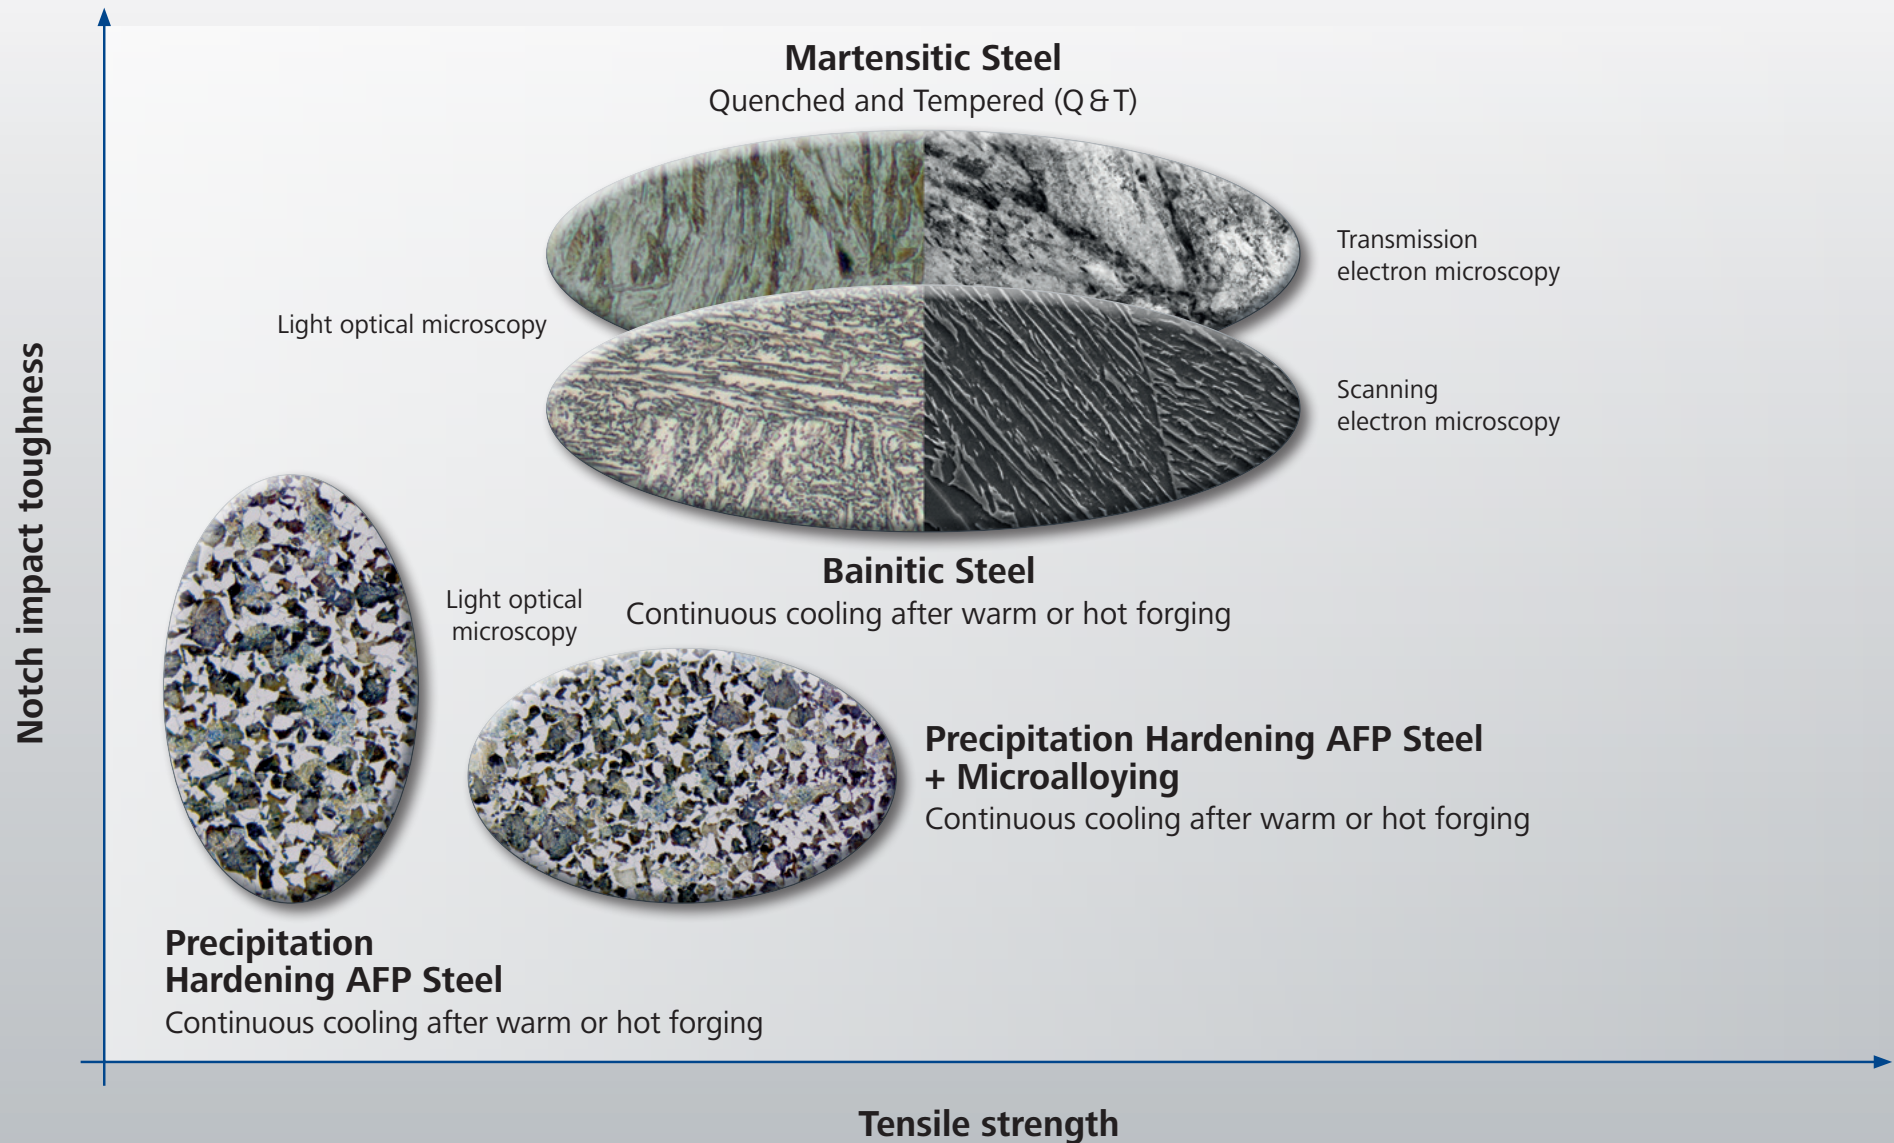 Martensitic Steel
Quenched and Tempered (Q & T)
Transmission
electron microscopy
Light optical microscopy
Scanning
electron microscopy
Notch impact toughness
Bainitic Steel
Continuous cooling after warm or hot forging
Light optical
microscopy
Precipitation Hardening AFP Steel
+ Microalloying
Continuous cooling after warm or hot forging
Precipitation
Hardening AFP Steel
Continuous cooling after warm or hot forging
Tensile strength